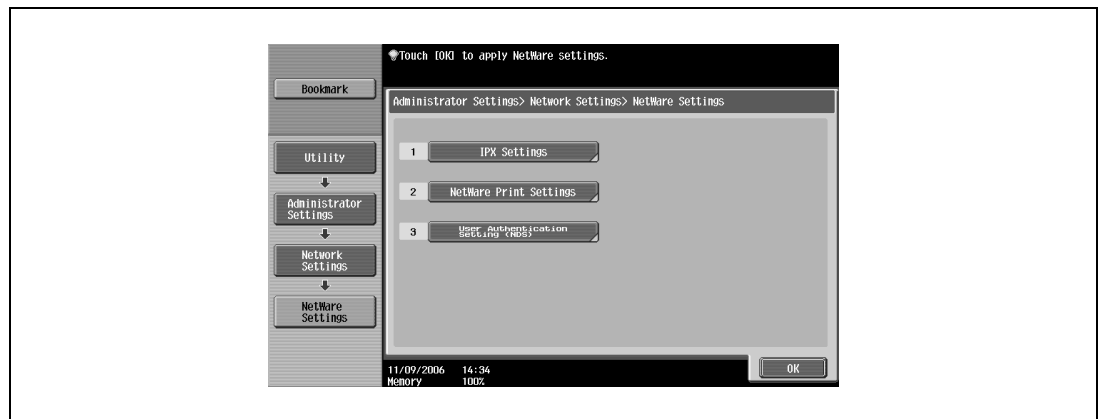 Touch [OK] to apply NetWare settings.
Bookmark
Administrator Settings> Network Settings> NetWare Settings
Utility
Administrator
Settings
Network
Settings
NetWare
Settings
1 IPX Settings
2 NetWare Print Settings
3 User Authentication
Setting (NDS)
11/09/2006 14:34
Memory 100%
OK